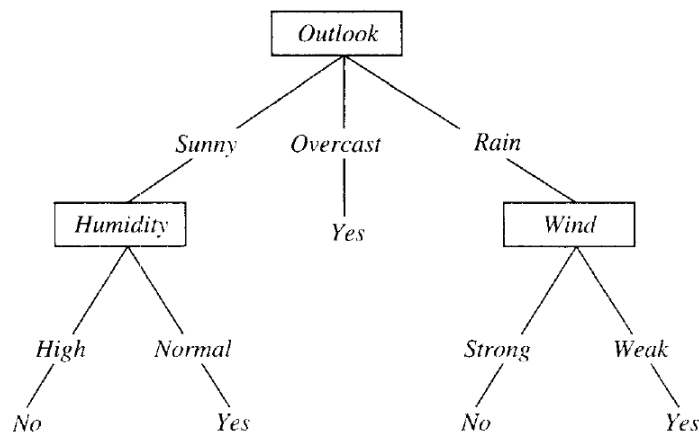 Outlook
Sunny Overcast Rain
Humidity Yes Wind
High Normal Strong Weak
No Yes No Yes